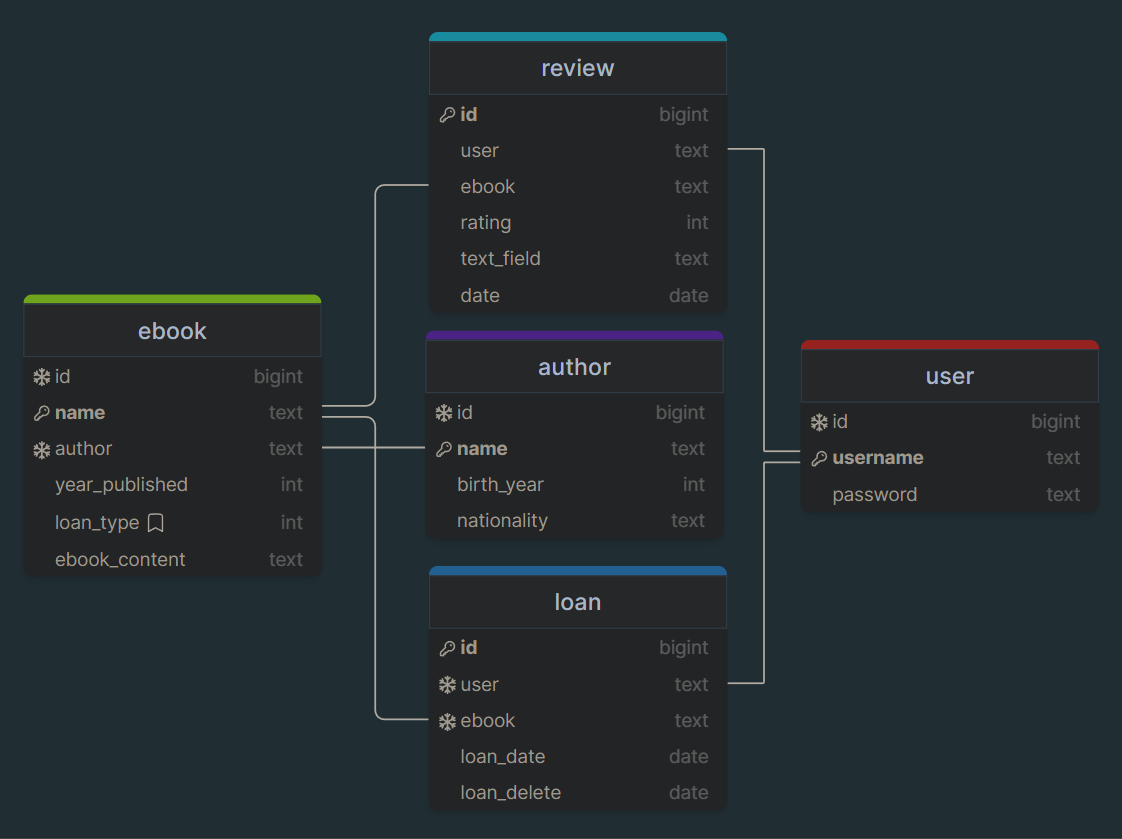 review
id bigint
user text
ebook text
rating int
text_field text
date date
ebook
id bigint
name text
author text
year_published int
loan_type int
ebook_content text
author
id bigint
name text
birth_year int
nationality text
user
id bigint
username text
password text
loan
id bigint
user text
ebook text
loan_date date
loan_delete date